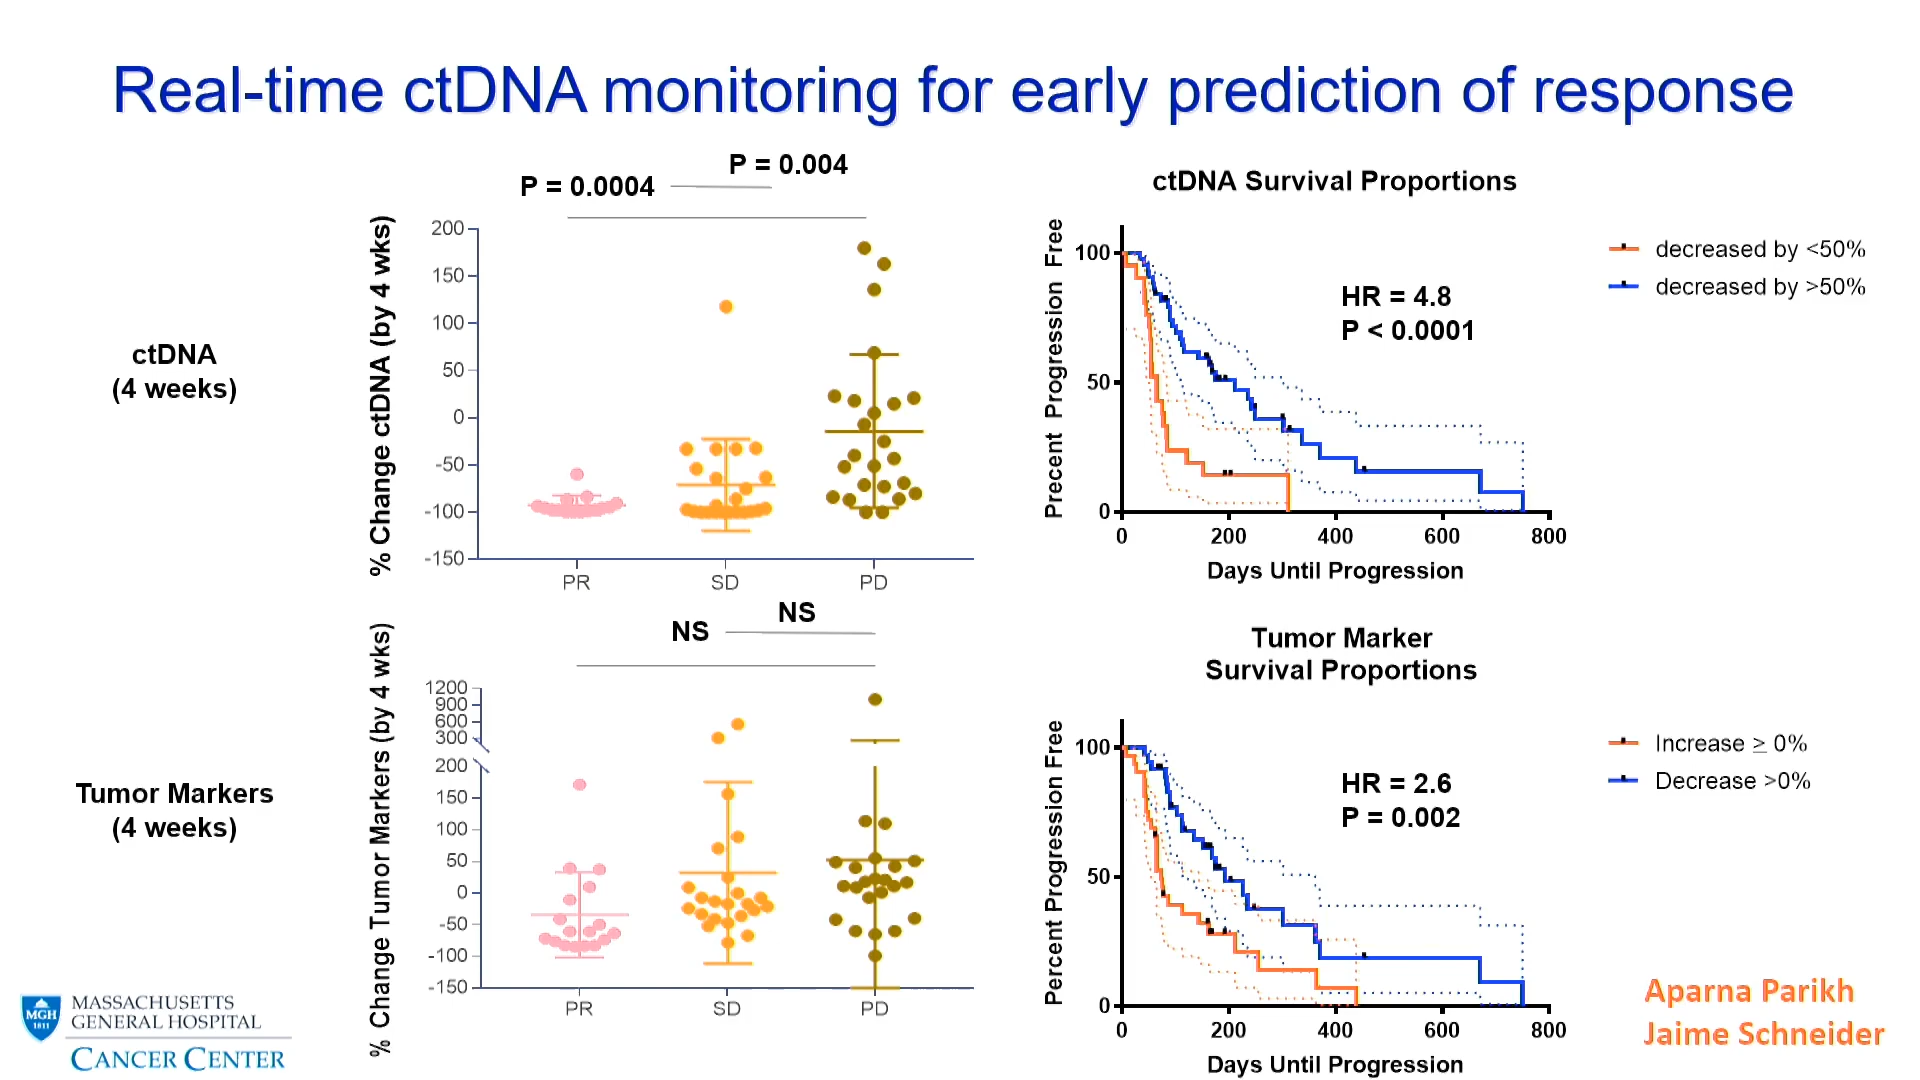 Real-time ctDNA monitoring for early prediction of response
ctDNA
(4 weeks)
P = 0.0004
P = 0.004
% Change ctDNA (by 4 wks)
200
150
100
50
0
-50
-100
-150
PR
SD
PD
ctDNA Survival Proportions
Precent Progression Free
100
50
0
HR = 4.8
P < 0.0001
0
200
400
600
800
Days Until Progression
decreased by <50%
decreased by >50%
Tumor Markers
(4 weeks)
NS
NS
% Change Tumor Markers (by 4 wks)
1200
900
600
300
200
150
100
50
0
-50
-100
-150
PR
SD
PD
Tumor Marker
Survival Proportions
Percent Progression Free
100
50
0
HR = 2.6
P = 0.002
0
200
400
600
800
Days Until Progression
Increase ≥ 0%
Decrease >0%
MGH
1811
MASSACHUSETTS
GENERAL HOSPITAL
CANCER CENTER
Aparna Parikh
Jaime Schneider